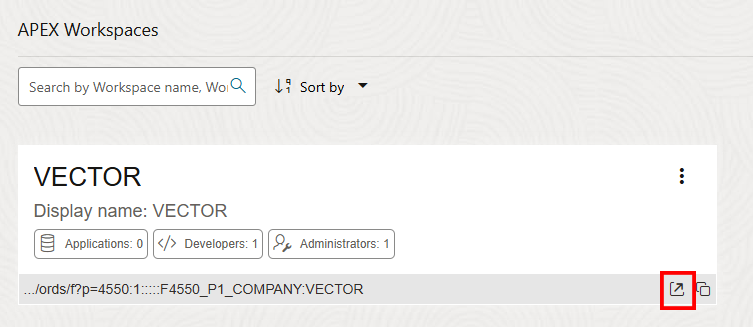 APEX Workspaces
Search by Workspace name, Wo
Sort by
VECTOR
Display name: VECTOR
Applications: 0 Developers: 1 Administrators: 1
.../ords/f?p=4550:1:::::F4550_P1_COMPANY:VECTOR